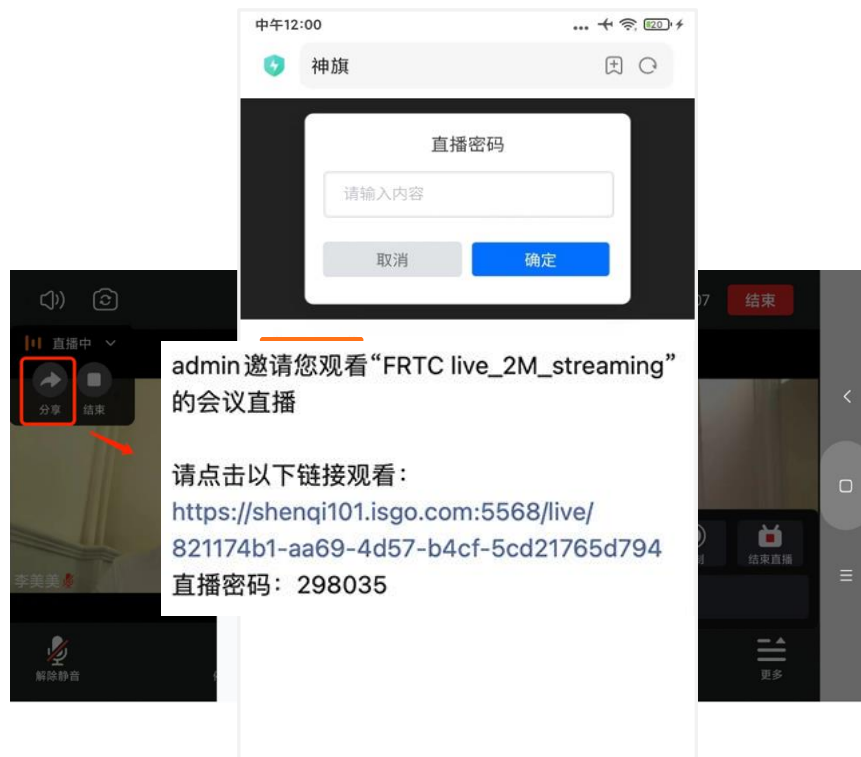 中午12:00
20
神旗
直播密码
请输入内容
取消
确定
07
结束
直播中
分享
结束
admin邀请您观看“FRTC live_2M_streaming”
的会议直播
请点击以下链接观看：
https://shenqi101.isgo.com:5568/live/
821174b1-aa69-4d57-b4cf-5cd21765d794
直播密码：298035
李美美
结束直播
解除静音
更多